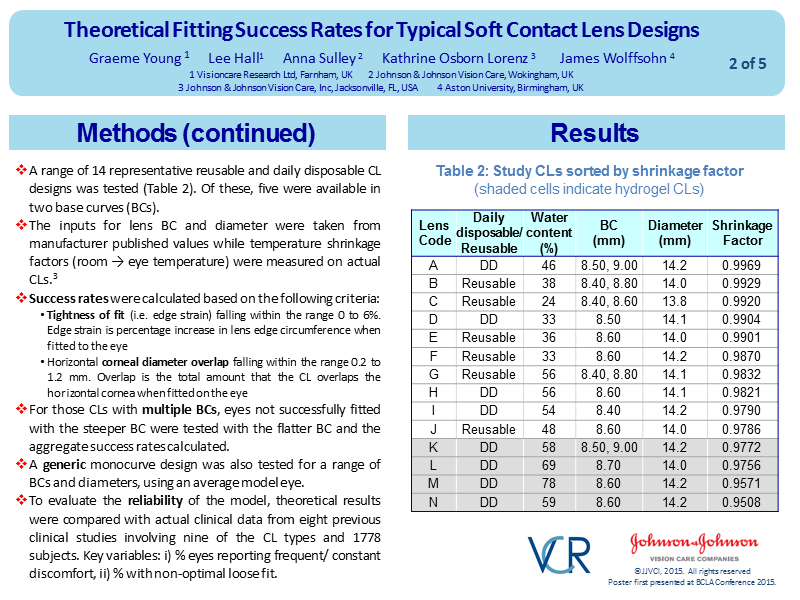 Theoretical Fitting Success Rates for Typical Soft Contact Lens Designs
Graeme Young 1 Lee Hall1 Anna Sulley 2 Kathrine Osborn Lorenz 3 James Wolffsohn 4
1 Visioncare Research Ltd, Farnham, UK 2 Johnson & Johnson Vision Care, Wokingham, UK
3 Johnson & Johnson Vision Care, Inc, Jacksonville, FL, USA 4 Aston University, Birmingham, UK
2 of 5
Methods (continued)
❖A range of 14 representative reusable and daily disposable CL
designs was tested (Table 2). Of these, five were available in
two base curves (BCs).
❖The inputs for lens BC and diameter were taken from
manufacturer published values while temperature shrinkage
factors (room → eye temperature) were measured on actual
CLs.3
❖Success rates were calculated based on the following criteria:
• Tightness of fit (i.e. edge strain) falling within the range 0 to 6%.
Edge strain is percentage increase in lens edge circumference when
fitted to the eye
• Horizontal corneal diameter overlap falling within the range 0.2 to
1.2 mm. Overlap is the total amount that the CL overlaps the
horizontal cornea when fitted on the eye
❖For those CLs with multiple BCs, eyes not successfully fitted
with the steeper BC were tested with the flatter BC and the
aggregate success rates calculated.
❖A generic monocurve design was also tested for a range of
BCs and diameters, using an average model eye.
❖To evaluate the reliability of the model, theoretical results
were compared with actual clinical data from eight previous
clinical studies involving nine of the CL types and 1778
subjects. Key variables: i) % eyes reporting frequent/ constant
discomfort, ii) % with non-optimal loose fit.
Results
Table 2: Study CLs sorted by shrinkage factor
(shaded cells indicate hydrogel CLs)
Lens Code Daily disposable/ Reusable Water content (%) BC (mm) Diameter (mm) Shrinkage Factor
A DD 46 8.50, 9.00 14.2 0.9969
B Reusable 38 8.40, 8.80 14.0 0.9929
C Reusable 24 8.40, 8.60 13.8 0.9920
D DD 33 8.50 14.1 0.9904
E Reusable 36 8.60 14.0 0.9901
F Reusable 33 8.60 14.2 0.9870
G Reusable 56 8.40, 8.80 14.1 0.9832
H DD 56 8.60 14.1 0.9821
I DD 54 8.40 14.2 0.9790
J Reusable 48 8.60 14.0 0.9786
K DD 58 8.50, 9.00 14.2 0.9772
L DD 69 8.70 14.0 0.9756
M DD 78 8.60 14.2 0.9571
N DD 59 8.60 14.2 0.9508
VCR
Johnson & Johnson
VISION CARE COMPANIES
© JJVCI, 2015. All rights reserved
Poster first presented at BCLA Conference 2015.